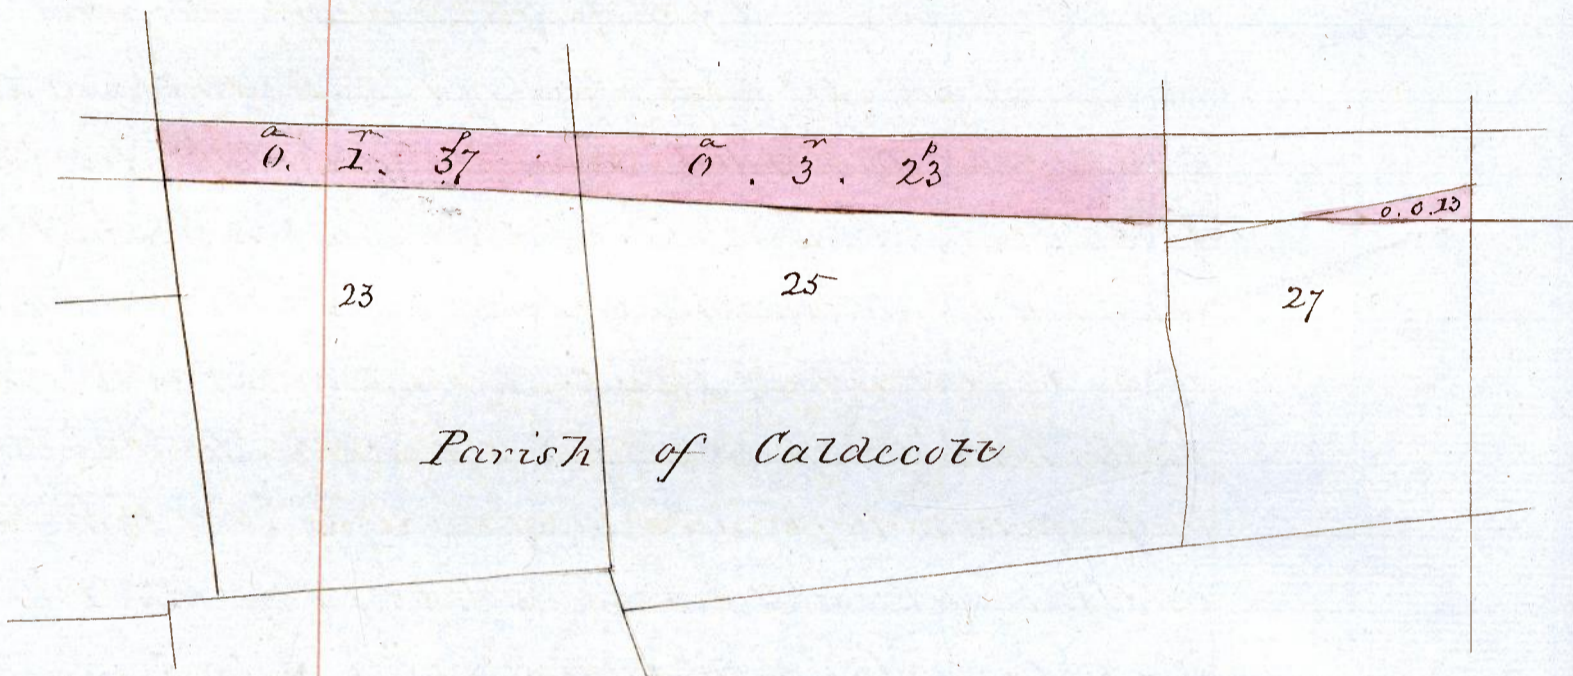 a r p a r p
0. 1. 37 0. 3. 23
0. 0. 13
23 25 27
Parish of Caldecott